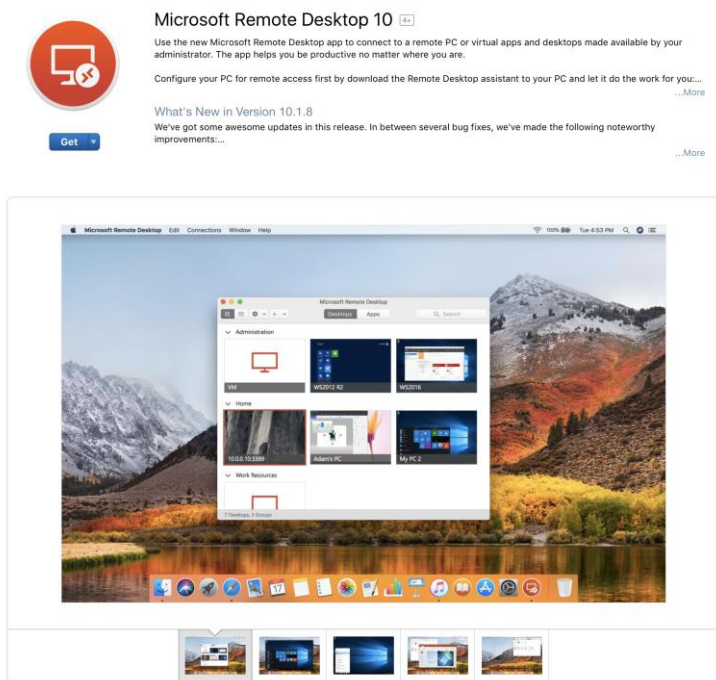 Microsoft Remote Desktop 10 4+
Use the new Microsoft Remote Desktop app to connect to a remote PC or virtual apps and desktops made available by your
administrator. The app helps you be productive no matter where you are.
Configure your PC for remote access first by download the Remote Desktop assistant to your PC and let it do the work for you:...
...More
What's New in Version 10.1.8
We've got some awesome updates in this release. In between several bug fixes, we've made the following noteworthy
improvements:...
Get
...More
Microsoft Remote Desktop Edit Connections Window Help 100% Tue 4:53 PM
Microsoft Remote Desktop
Desktops Apps Search
Administration
VM WS2012 R2 WS2016
Home
10.0.0.10:3389 Adam's PC My PC 2
Work Resources
7 Desktops, 3 Groups
17